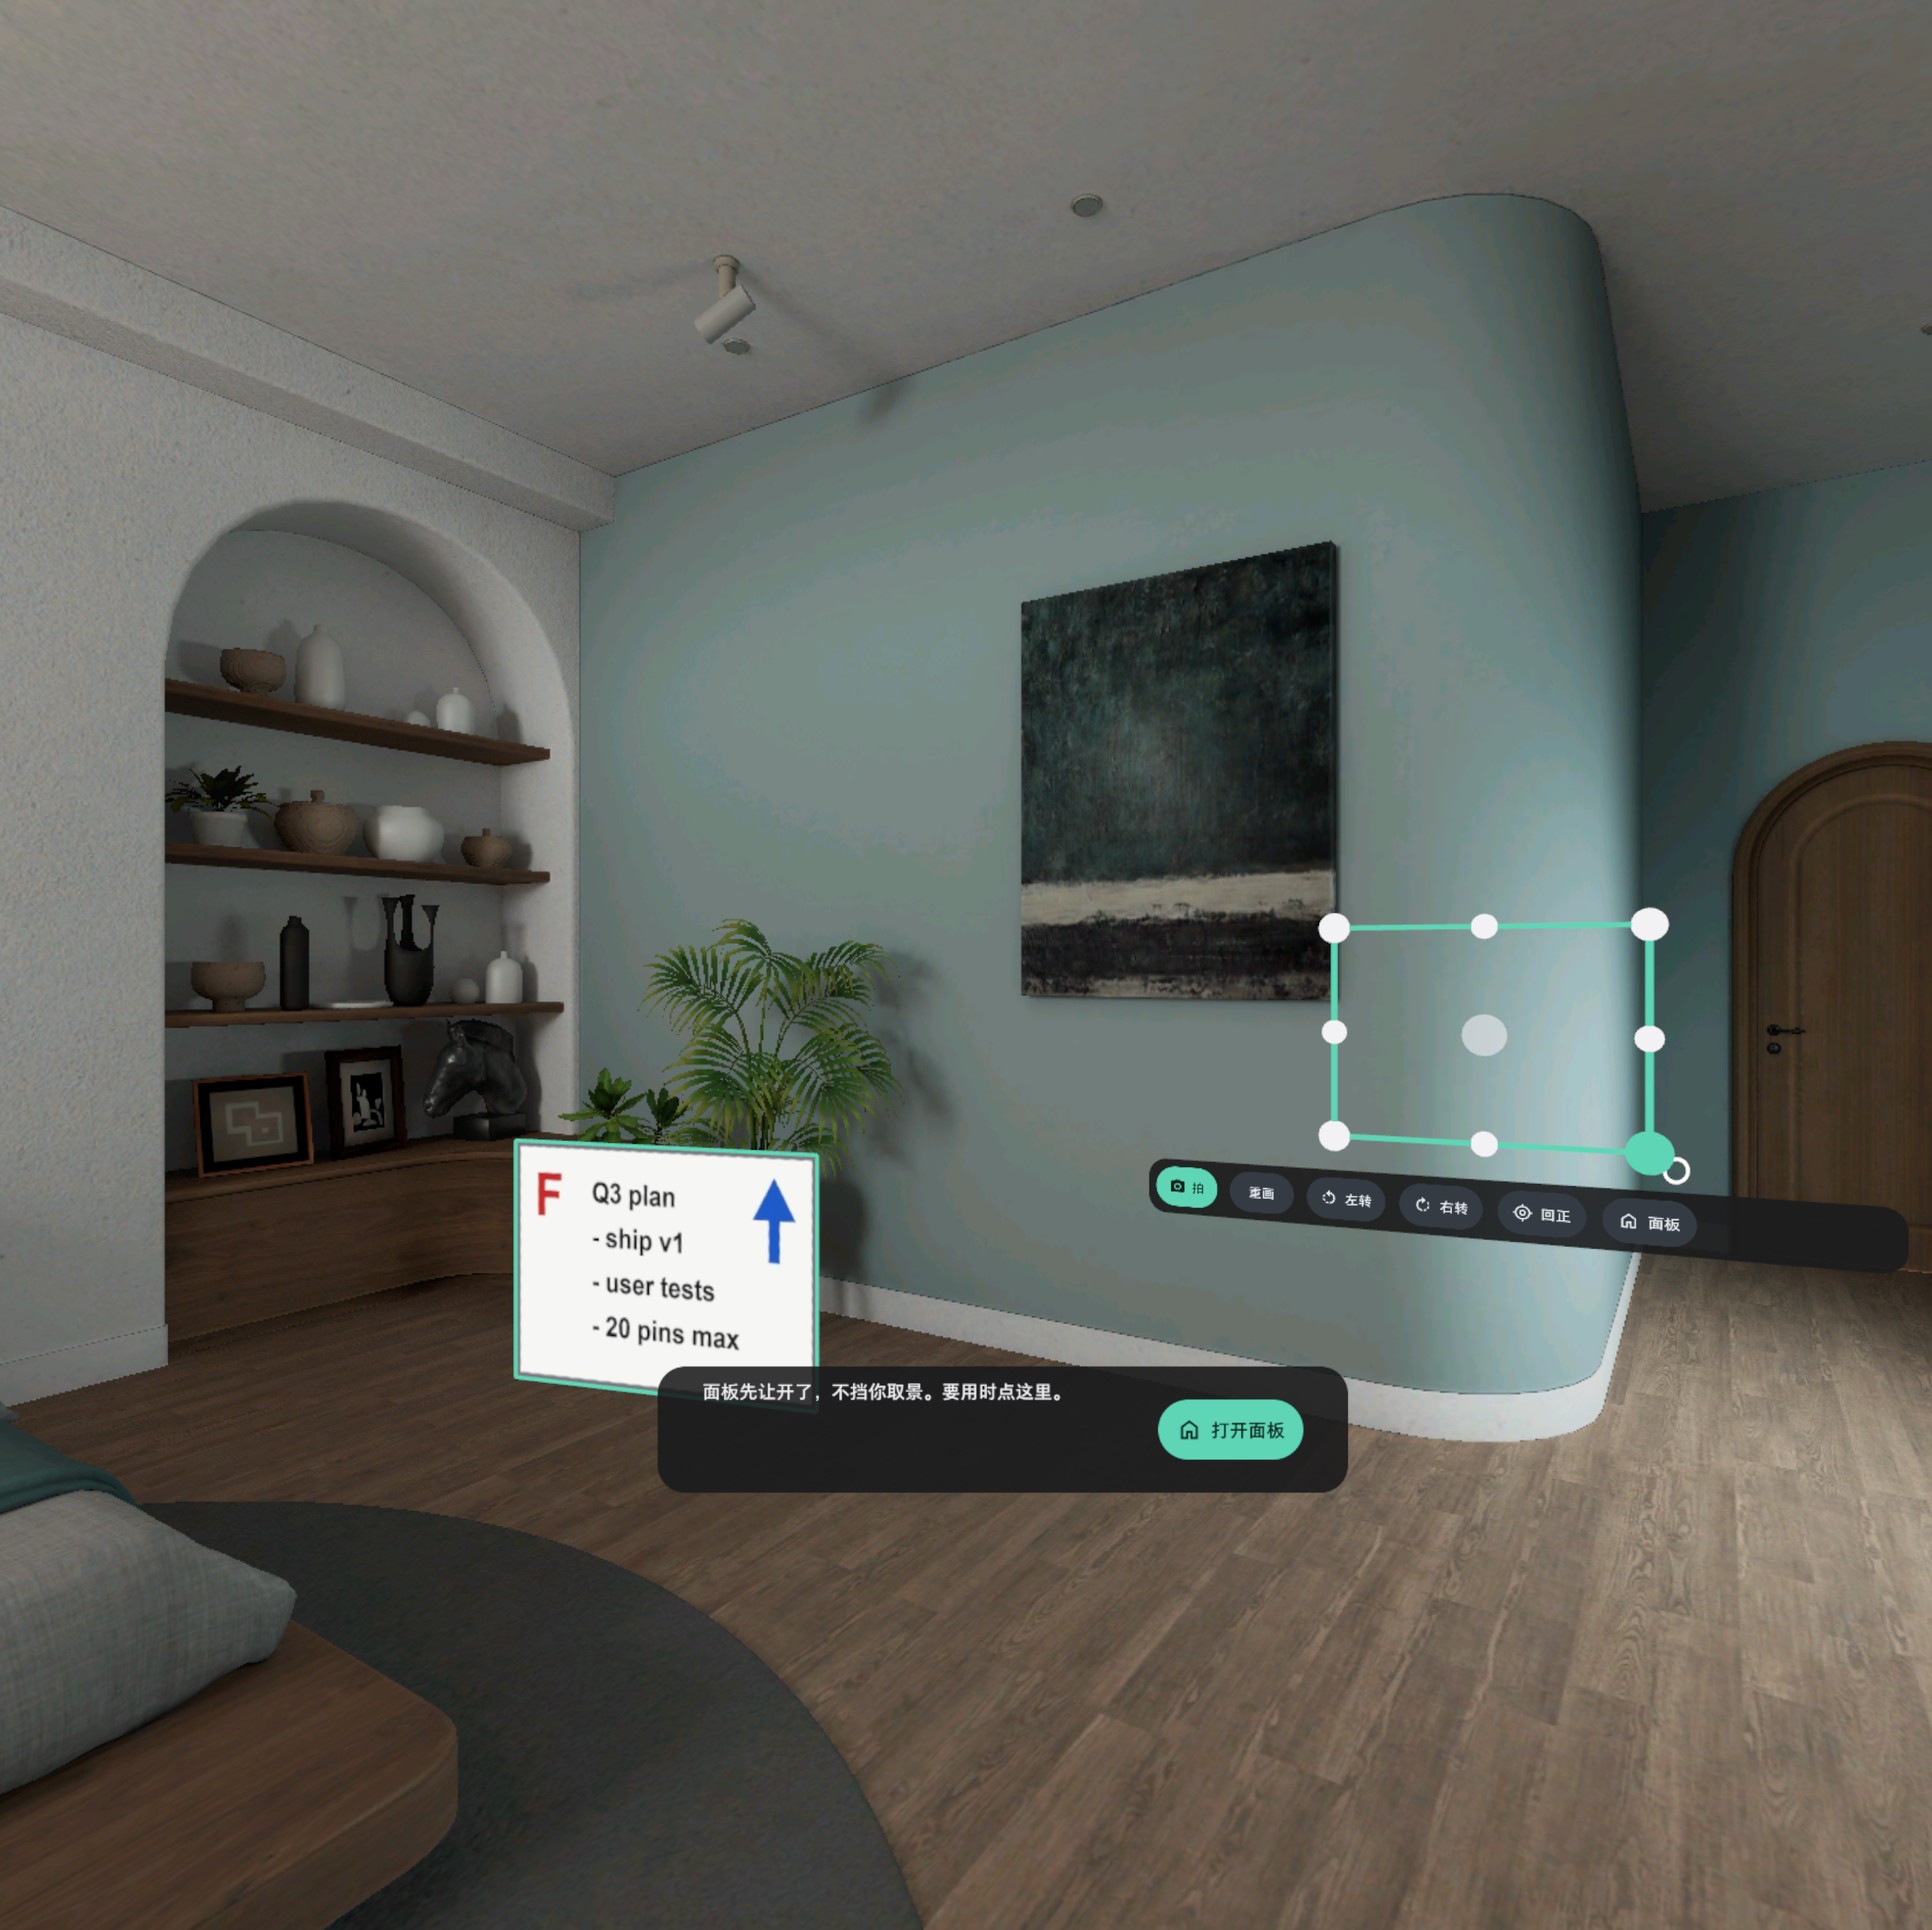 F
Q3 plan
- ship v1
- user tests
- 20 pins max
拍
重画
左转
右转
回正
面板
面板先让开了，不挡你取景。要用时点这里。
打开面板